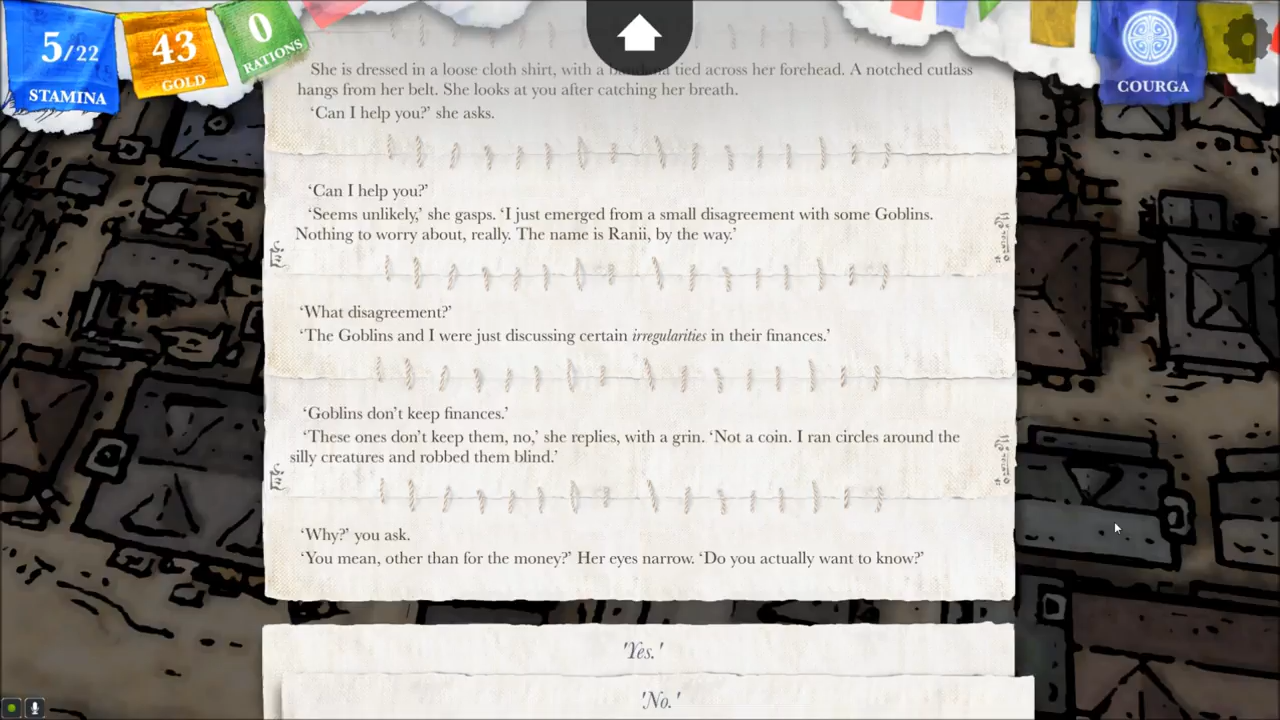 5/22
STAMINA
43
GOLD
0
RATIONS
COURGA
She is dressed in a loose cloth shirt, with a tied across her forehead. A notched cutlass
hangs from her belt. She looks at you after catching her breath.
‘Can I help you?’ she asks.
‘Can I help you?’
‘Seems unlikely,’ she gasps. ‘I just emerged from a small disagreement with some Goblins.
Nothing to worry about, really. The name is Ranii, by the way.’
‘What disagreement?’
‘The Goblins and I were just discussing certain irregularities in their finances.’
‘Goblins don’t keep finances.’
‘These ones don’t keep them, no,’ she replies, with a grin. ‘Not a coin. I ran circles around the
silly creatures and robbed them blind.’
‘Why?’ you ask.
‘You mean, other than for the money?’ Her eyes narrow. ‘Do you actually want to know?’
'Yes.'
'No.'